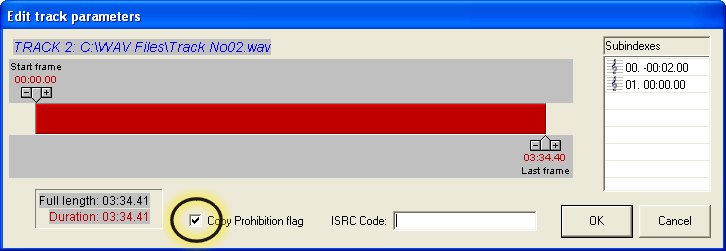 Edit track parameters
TRACK 2: C:\WAV Files\Track No02.wav
Start frame
00:00.00
03:34.40
Last frame
Subindexes
00. -00:02.00
01. 00:00.00
Full length: 03:34.41
Duration: 03:34.41
Copy Prohibition flag
ISRC Code:
OK
Cancel